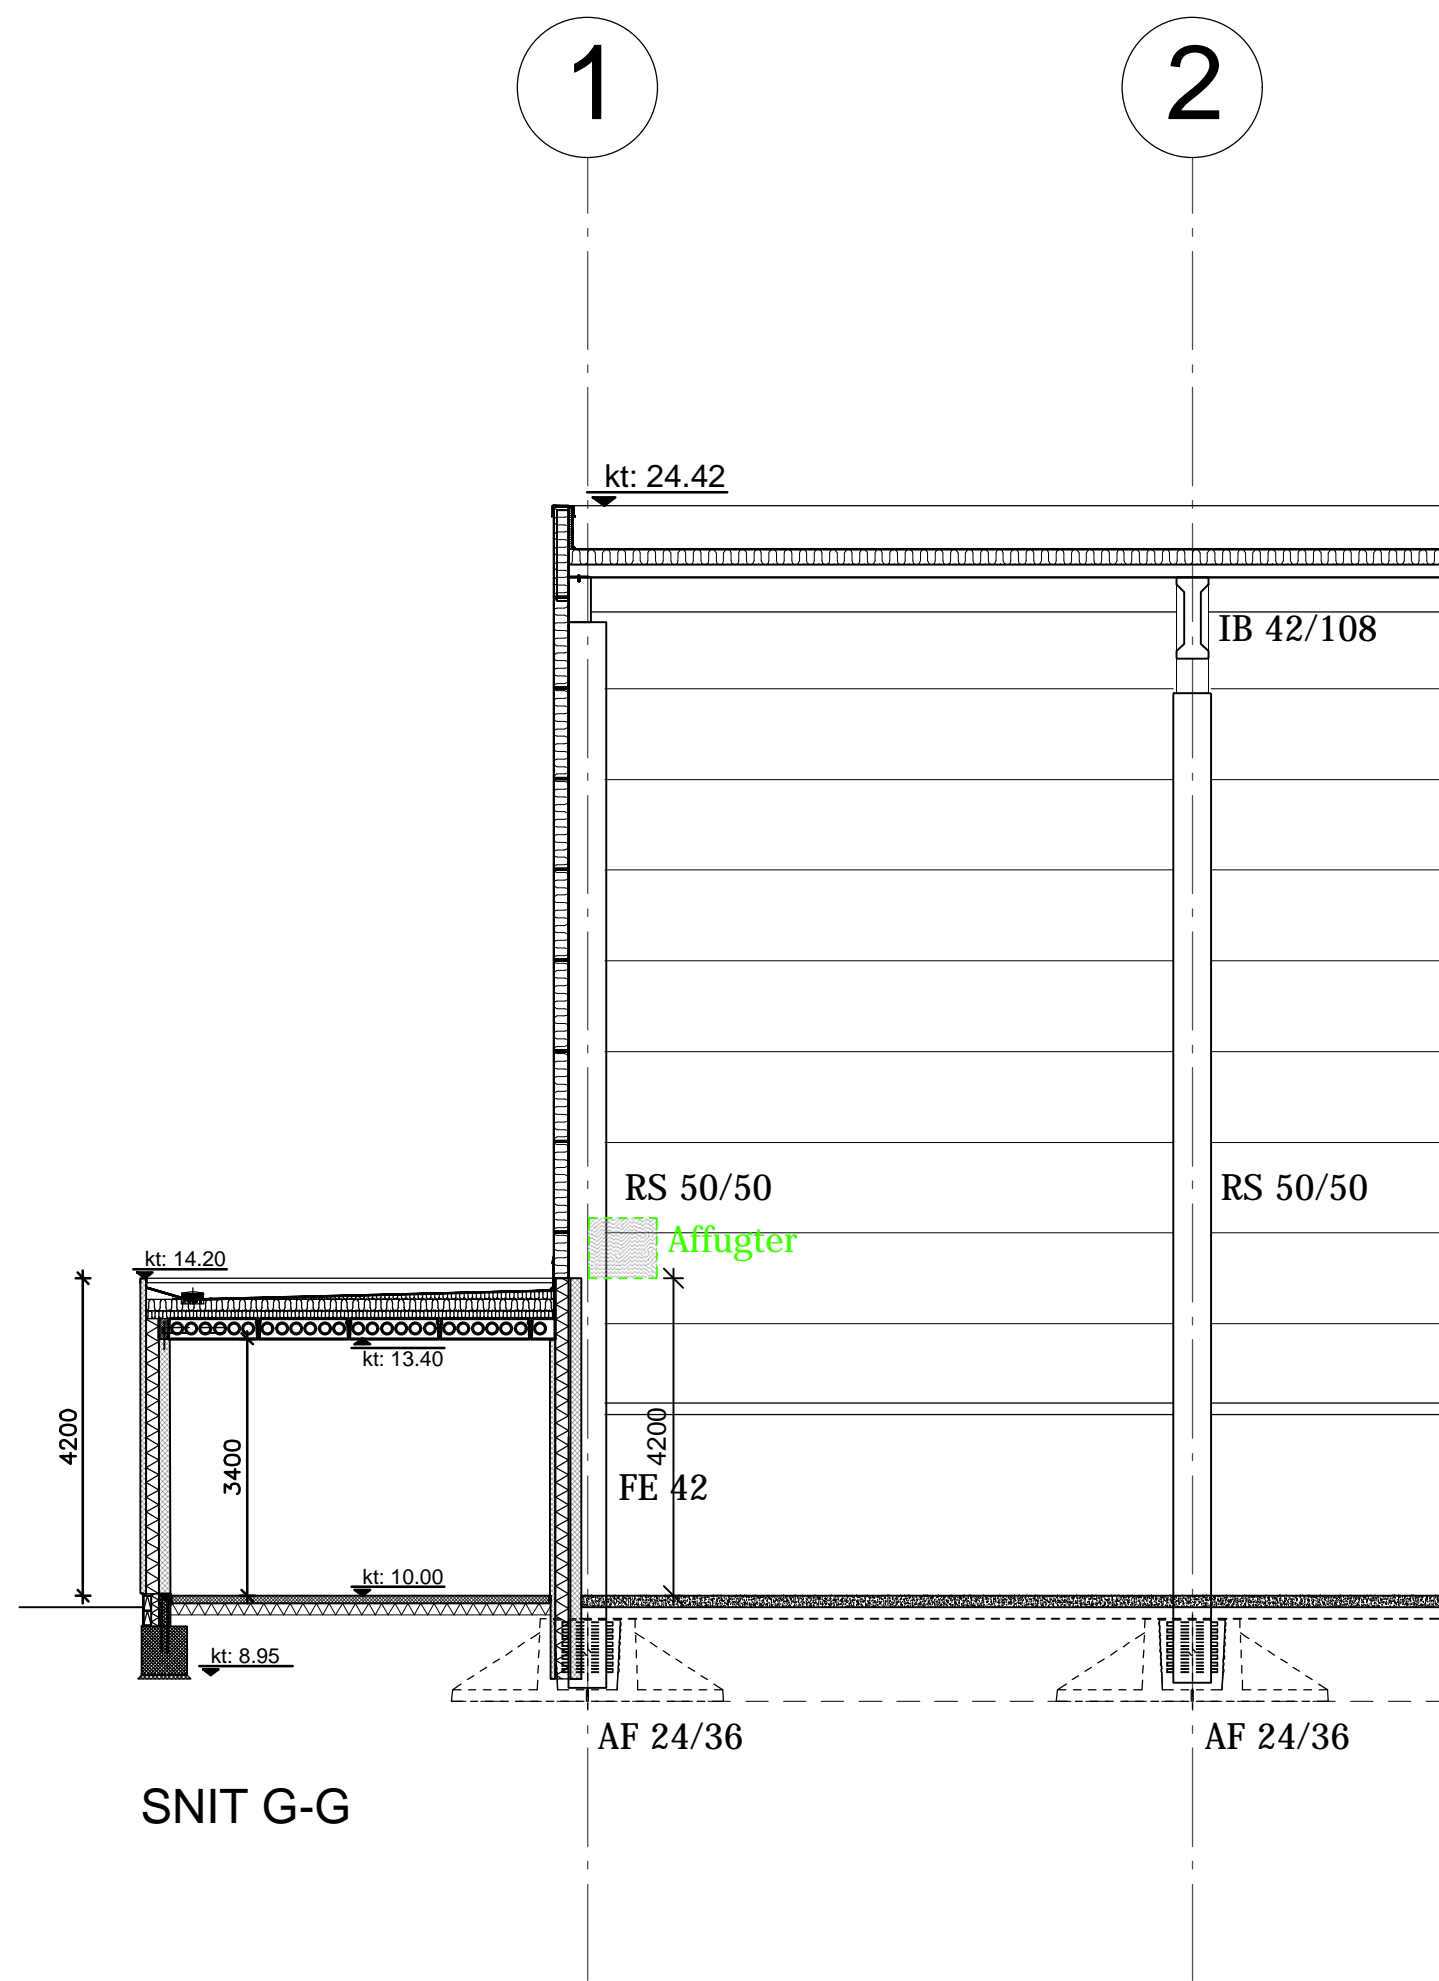 1
2
kt: 24.42
IB 42/108
RS 50/50
RS 50/50
Affugter
kt: 14.20
kt: 13.40
4200
3400
4200
FE 42
kt: 10.00
kt: 8.95
AF 24/36
AF 24/36
SNIT G-G